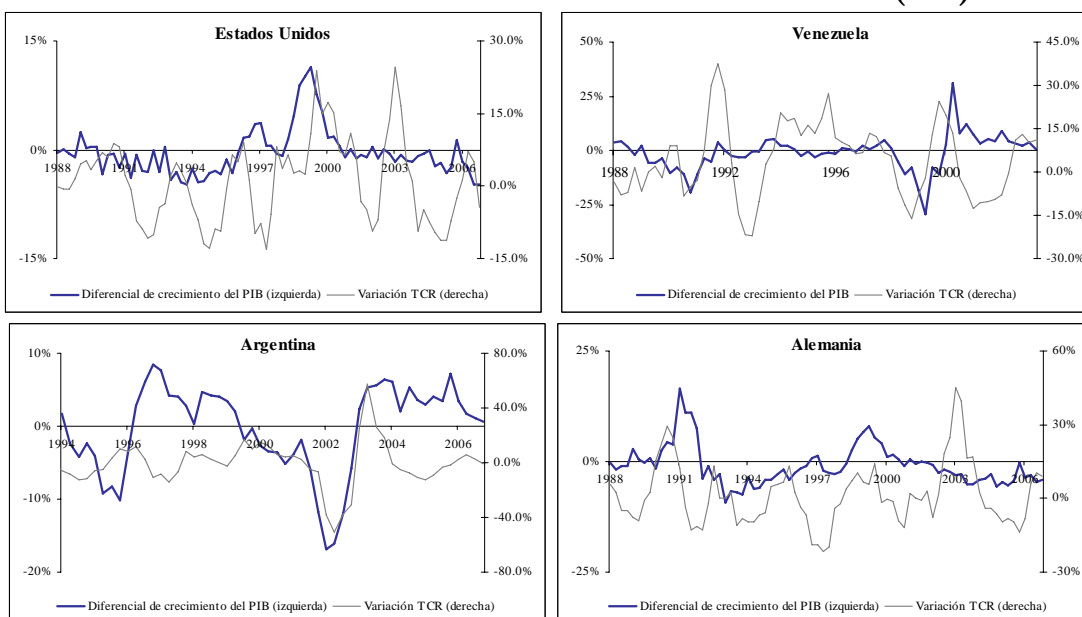 ( )
Estados Unidos
15%
0%
-15%
30.0%
15.0%
0.0%
-15.0%
1988 1991 1994 1997 2000 2003 2006
Diferencial de crecimiento del PIB (izquierda) Variación TCR (derecha)
Venezuela
50%
25%
0%
-25%
-50%
45.0%
30.0%
15.0%
0.0%
-15.0%
-30.0%
1988 1992 1996 2000
Diferencial de crecimiento del PIB Variación TCR (derecha)
Argentina
10%
0%
-10%
-20%
80.0%
40.0%
0.0%
-40.0%
-80.0%
1994 1996 1998 2000 2002 2004 2006
Diferencial de crecimiento del PIB (izquierda) Variación TCR (derecha)
Alemania
25%
0%
-25%
60%
30%
0%
-30%
1988 1991 1994 1997 2000 2003 2006
Diferencial de crecimiento del PIB (izquierda) Variación TCR (derecha)